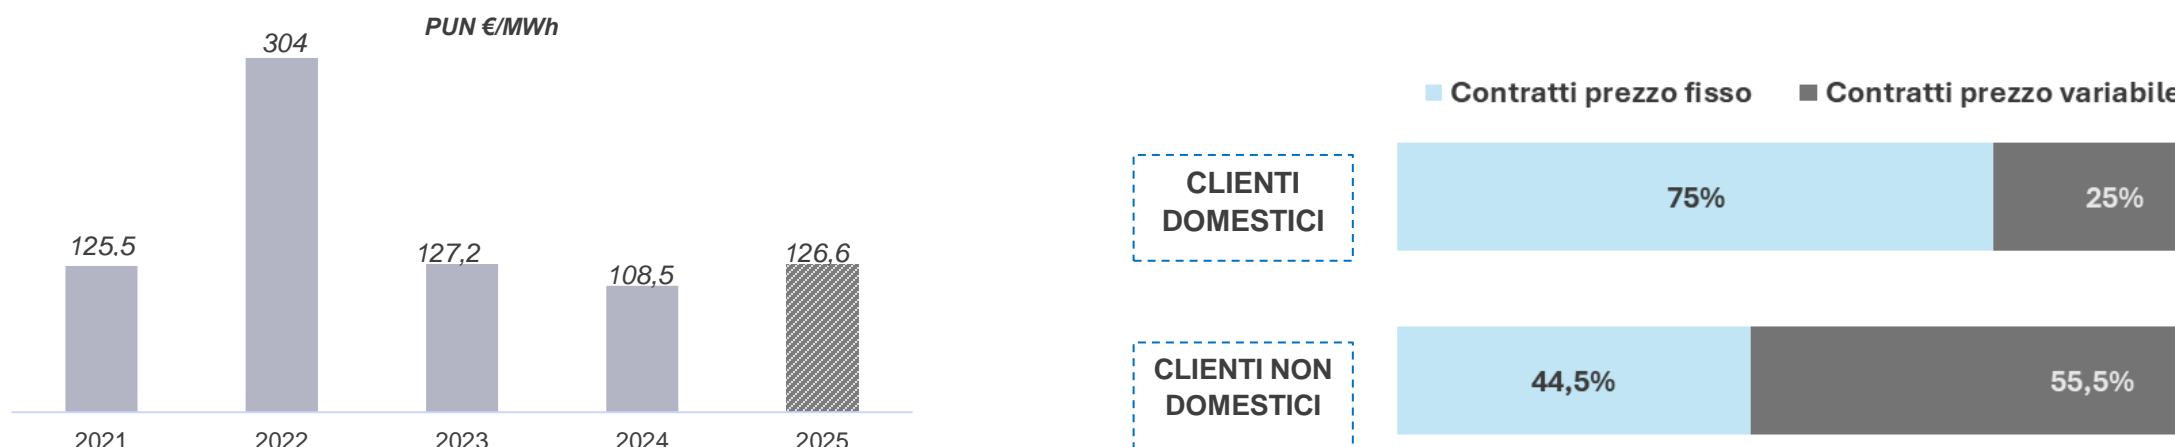 PUN €/MWh
304
125,5
127,2
108,5
126,6
2021
2022
2023
2024
2025
Contratti prezzo fisso
Contratti prezzo variabile
CLIENTI
DOMESTICI
75%
25%
CLIENTI NON
DOMESTICI
44,5%
55,5%